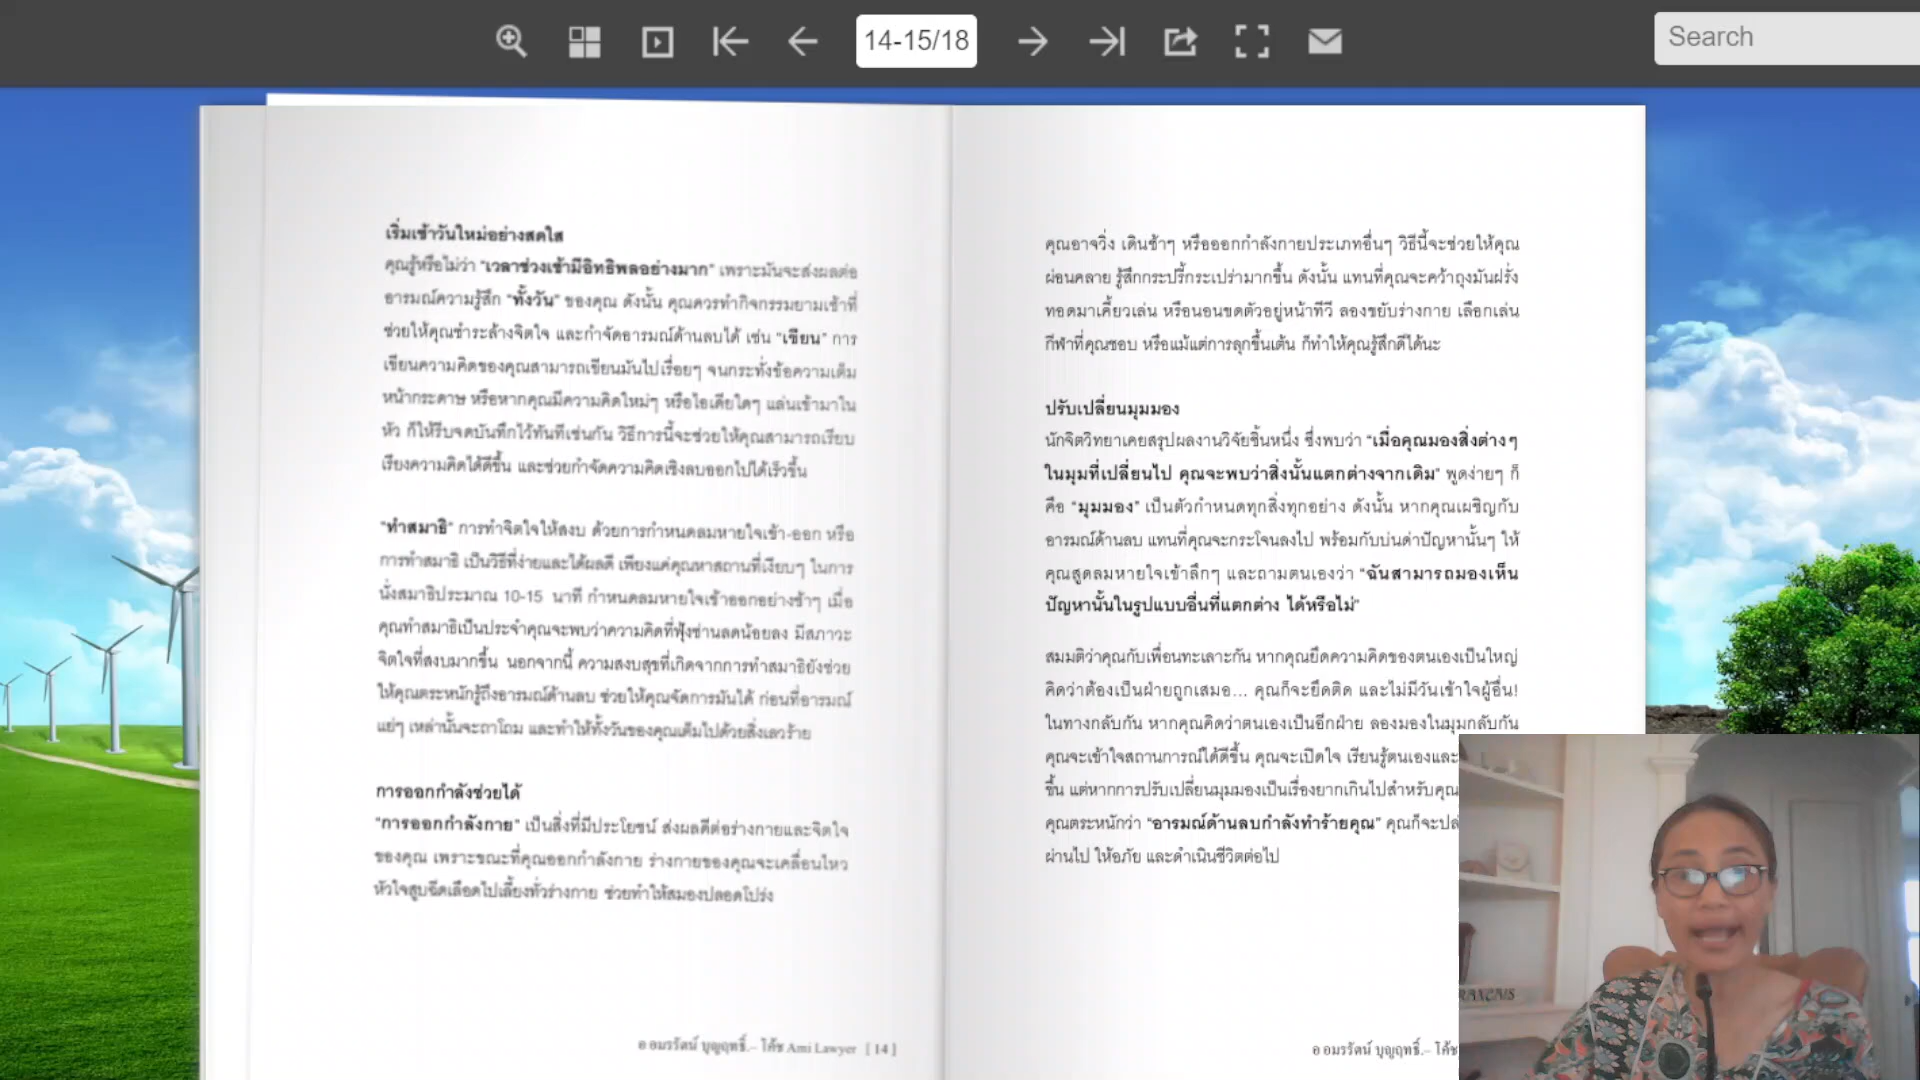 14-15/18
Search
เริ่มเช้าวันใหม่อย่างสดใส
คุณรู้หรือไม่ว่า "เวลาช่วงเช้ามีอิทธิพลอย่างมาก" เพราะมันจะส่งผลต่อ
อารมณ์ความรู้สึก "ทั้งวัน" ของคุณ ดังนั้น คุณควรทำกิจกรรมยามเช้าที่
ช่วยให้คุณชำระล้างจิตใจ และกำจัดอารมณ์ด้านลบได้ เช่น "เขียน" การ
เขียนความคิดของคุณสามารถเขียนมันไปเรื่อยๆ จนกระทั่งข้อความเต็ม
หน้ากระดาษ หรือหากคุณมีความคิดใหม่ๆ หรือไอเดียใดๆ แล่นเข้ามาใน
หัว ก็ให้รีบจดบันทึกไว้ทันทีเช่นกัน วิธีการนี้จะช่วยให้คุณสามารถเรียบ
เรียงความคิดได้ดีขึ้น และช่วยกำจัดความคิดเชิงลบออกไปได้เร็วขึ้น
"ทำสมาธิ" การทำจิตใจให้สงบ ด้วยการกำหนดลมหายใจเข้า-ออก หรือ
การทำสมาธิ เป็นวิธีที่ง่ายและได้ผลดี เพียงแค่คุณหาสถานที่เงียบๆ ในการ
นั่งสมาธิประมาณ 10-15 นาที กำหนดลมหายใจเข้าออกอย่างช้าๆ เมื่อ
คุณทำสมาธิเป็นประจำคุณจะพบว่าความคิดที่ฟุ้งซ่านลดน้อยลง มีสภาวะ
จิตใจที่สงบมากขึ้น นอกจากนี้ ความสงบสุขที่เกิดจากการทำสมาธิยังช่วย
ให้คุณตระหนักรู้ถึงอารมณ์ด้านลบ ช่วยให้คุณจัดการมันได้ ก่อนที่อารมณ์
แย่ๆ เหล่านั้นจะถาโถม และทำให้ทั้งวันของคุณเต็มไปด้วยสิ่งเลวร้าย
การออกกำลังช่วยได้
"การออกกำลังกาย" เป็นสิ่งที่มีประโยชน์ ส่งผลดีต่อร่างกายและจิตใจ
ของคุณ เพราะขณะที่คุณออกกำลังกาย ร่างกายของคุณจะเคลื่อนไหว
หัวใจสูบฉีดเลือดไปเลี้ยงทั่วร่างกาย ช่วยทำให้สมองปลอดโปร่ง
อ อมรรัตน์ บุญฤทธิ์.– โค้ช Ami Lawyer [ 14 ]
คุณอาจวิ่ง เดินช้าๆ หรือออกกำลังกายประเภทอื่นๆ วิธีนี้จะช่วยให้คุณ
ผ่อนคลาย รู้สึกกระปรี้กระเปร่ามากขึ้น ดังนั้น แทนที่คุณจะคว้าถุงมันฝรั่ง
ทอดมาเคี้ยวเล่น หรือนอนขดตัวอยู่หน้าทีวี ลองขยับร่างกาย เลือกเล่น
กีฬาที่คุณชอบ หรือแม้แต่การลุกขึ้นเต้น ก็ทำให้คุณรู้สึกดีได้นะ
ปรับเปลี่ยนมุมมอง
นักจิตวิทยาเคยสรุปผลงานวิจัยชิ้นหนึ่ง ซึ่งพบว่า "เมื่อคุณมองสิ่งต่างๆ
ในมุมที่เปลี่ยนไป คุณจะพบว่าสิ่งนั้นแตกต่างจากเดิม" พูดง่ายๆ ก็
คือ "มุมมอง" เป็นตัวกำหนดทุกสิ่งทุกอย่าง ดังนั้น หากคุณเผชิญกับ
อารมณ์ด้านลบ แทนที่คุณจะกระโจนลงไป พร้อมกับบ่นด่าปัญหานั้นๆ ให้
คุณสูดลมหายใจเข้าลึกๆ และถามตนเองว่า "ฉันสามารถมองเห็น
ปัญหานั้นในรูปแบบอื่นที่แตกต่าง ได้หรือไม่"
สมมติว่าคุณกับเพื่อนทะเลาะกัน หากคุณยึดความคิดของตนเองเป็นใหญ่
คิดว่าต้องเป็นฝ่ายถูกเสมอ... คุณก็จะยึดติด และไม่มีวันเข้าใจผู้อื่น!
ในทางกลับกัน หากคุณคิดว่าตนเองเป็นอีกฝ่าย ลองมองในมุมกลับกัน
คุณจะเข้าใจสถานการณ์ได้ดีขึ้น คุณจะเปิดใจ เรียนรู้ตนเองและ
ขึ้น แต่หากการปรับเปลี่ยนมุมมองเป็นเรื่องยากเกินไปสำหรับคุณ
คุณตระหนักว่า "อารมณ์ด้านลบกำลังทำร้ายคุณ" คุณก็จะปล่
ผ่านไป ให้อภัย และดำเนินชีวิตต่อไป
อ อมรรัตน์ บุญฤทธิ์.– โค้ช
FRANÇAIS